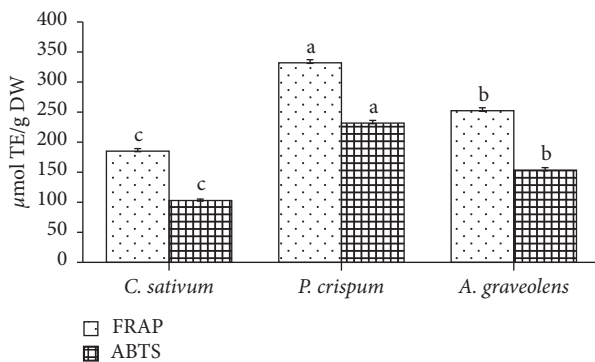 400
350
300
250
200
150
100
50
0
µmol TE/g DW
c
c
a
a
b
b
C. sativum P. crispum A. graveolens
FRAP
ABTS